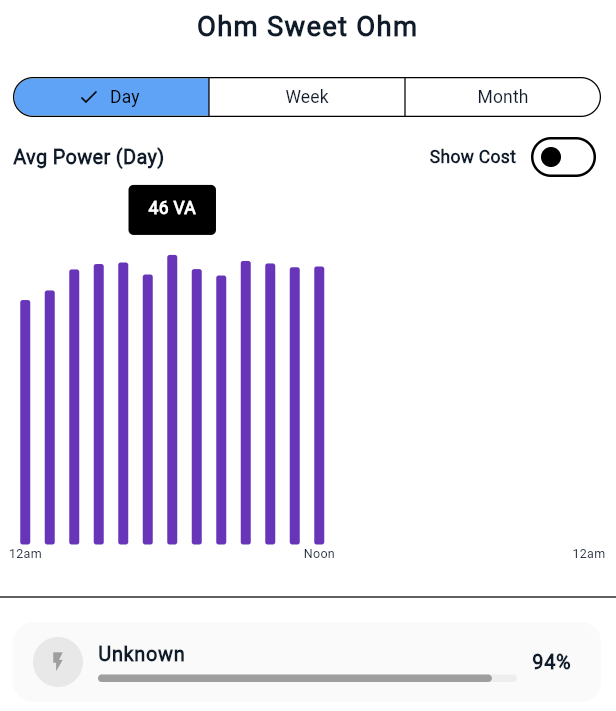 Ohm Sweet Ohm
Day Week Month
Avg Power (Day) Show Cost
46 VA
12am Noon 12am
Unknown
94%